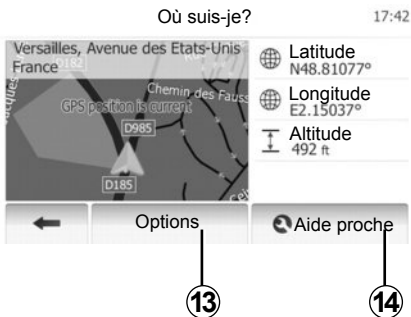 Où suis-je?
17:42
Versailles, Avenue des Etats-Unis
France
D182
Chemin des Fauss
GPS position is current
D985
D185
Latitude
N48.81077°
Longitude
E2.15037°
Altitude
492 ft
Options
Aide proche
13
14